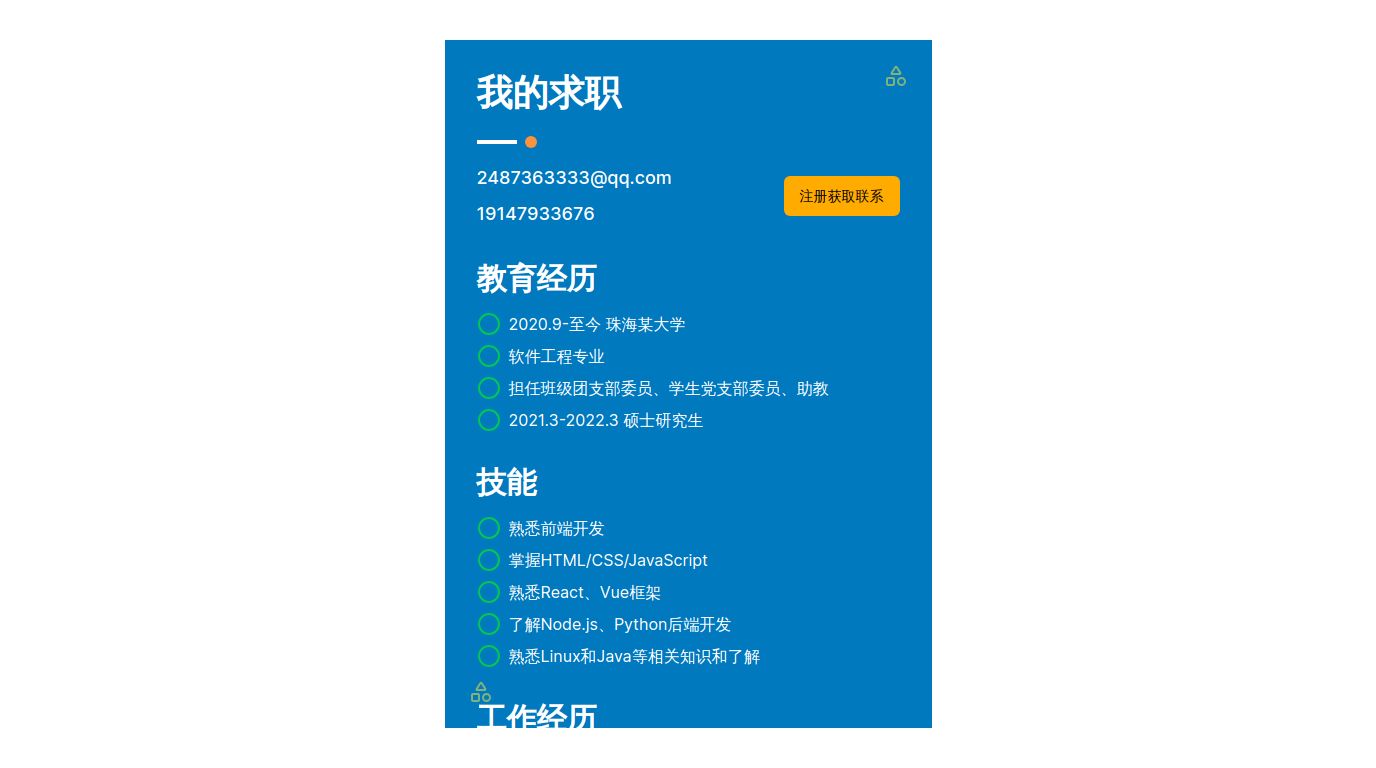 我的求职
2487363333@qq.com
19147933676
注册获取联系
教育经历
2020.9-至今 珠海某大学
软件工程专业
担任班级团支部委员、学生党支部委员、助教
2021.3-2022.3 硕士研究生
技能
熟悉前端开发
掌握HTML/CSS/JavaScript
熟悉React、Vue框架
了解Node.js、Python后端开发
熟悉Linux和Java等相关知识和了解
工作经历